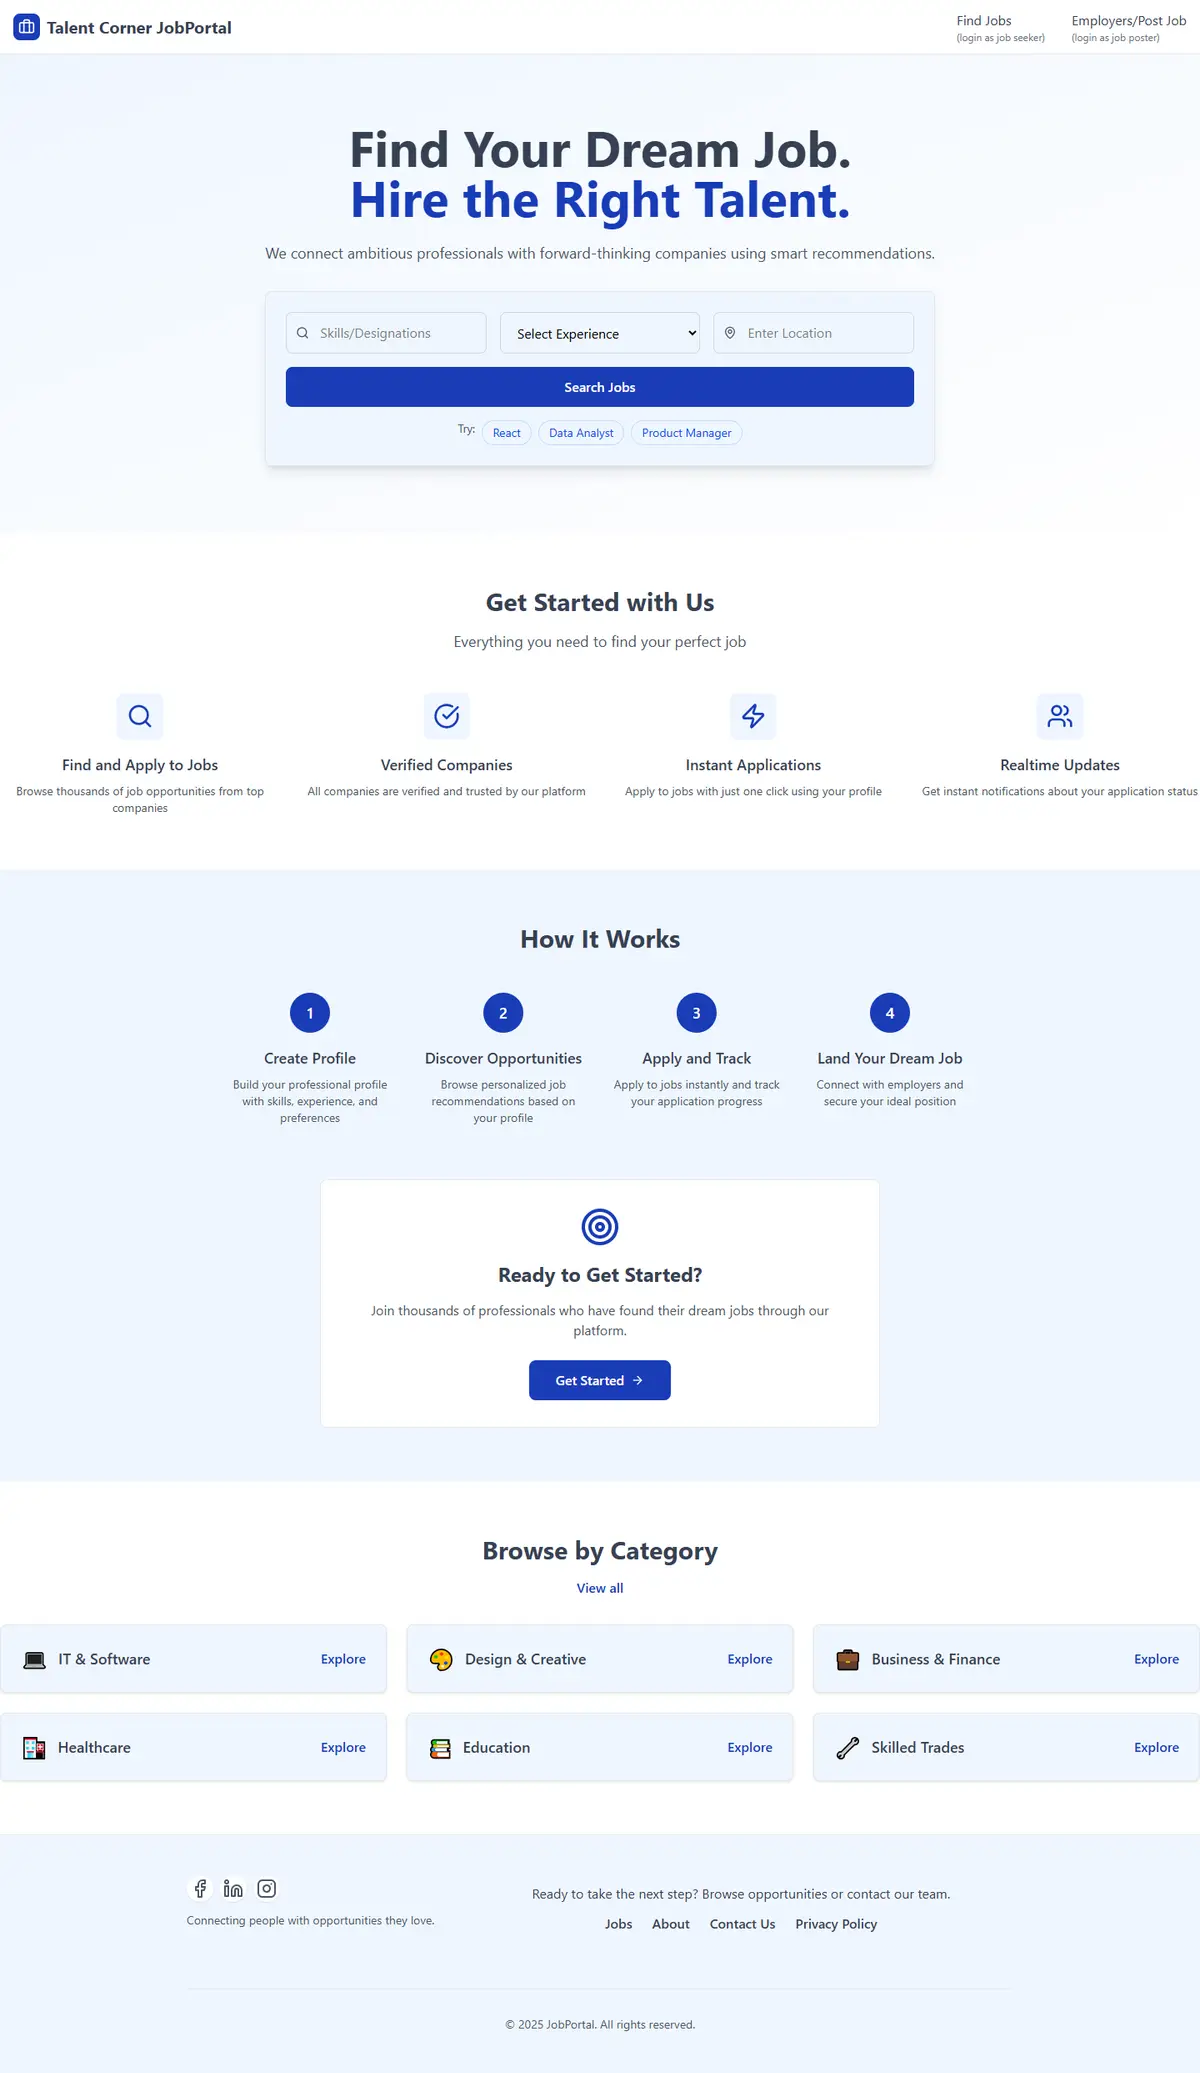 Talent Corner JobPortal
Find Jobs
(login as job seeker)
Employers/Post Job
(login as job poster)
Find Your Dream Job.
Hire the Right Talent.
We connect ambitious professionals with forward-thinking companies using smart recommendations.
Skills/Designations
Select Experience
Enter Location
Search Jobs
Try:
React
Data Analyst
Product Manager
Get Started with Us
Everything you need to find your perfect job
Find and Apply to Jobs
Browse thousands of job opportunities from top
companies
Verified Companies
All companies are verified and trusted by our platform
Instant Applications
Apply to jobs with just one click using your profile
Realtime Updates
Get instant notifications about your application status
How It Works
1
Create Profile
Build your professional profile
with skills, experience, and
preferences
2
Discover Opportunities
Browse personalized job
recommendations based on
your profile
3
Apply and Track
Apply to jobs instantly and track
your application progress
4
Land Your Dream Job
Connect with employers and
secure your ideal position
Ready to Get Started?
Join thousands of professionals who have found their dream jobs through our
platform.
Get Started →
Browse by Category
View all
IT & Software
Explore
Design & Creative
Explore
Business & Finance
Explore
Healthcare
Explore
Education
Explore
Skilled Trades
Explore
Connecting people with opportunities they love.
Ready to take the next step? Browse opportunities or contact our team.
Jobs
About
Contact Us
Privacy Policy
© 2025 JobPortal. All rights reserved.